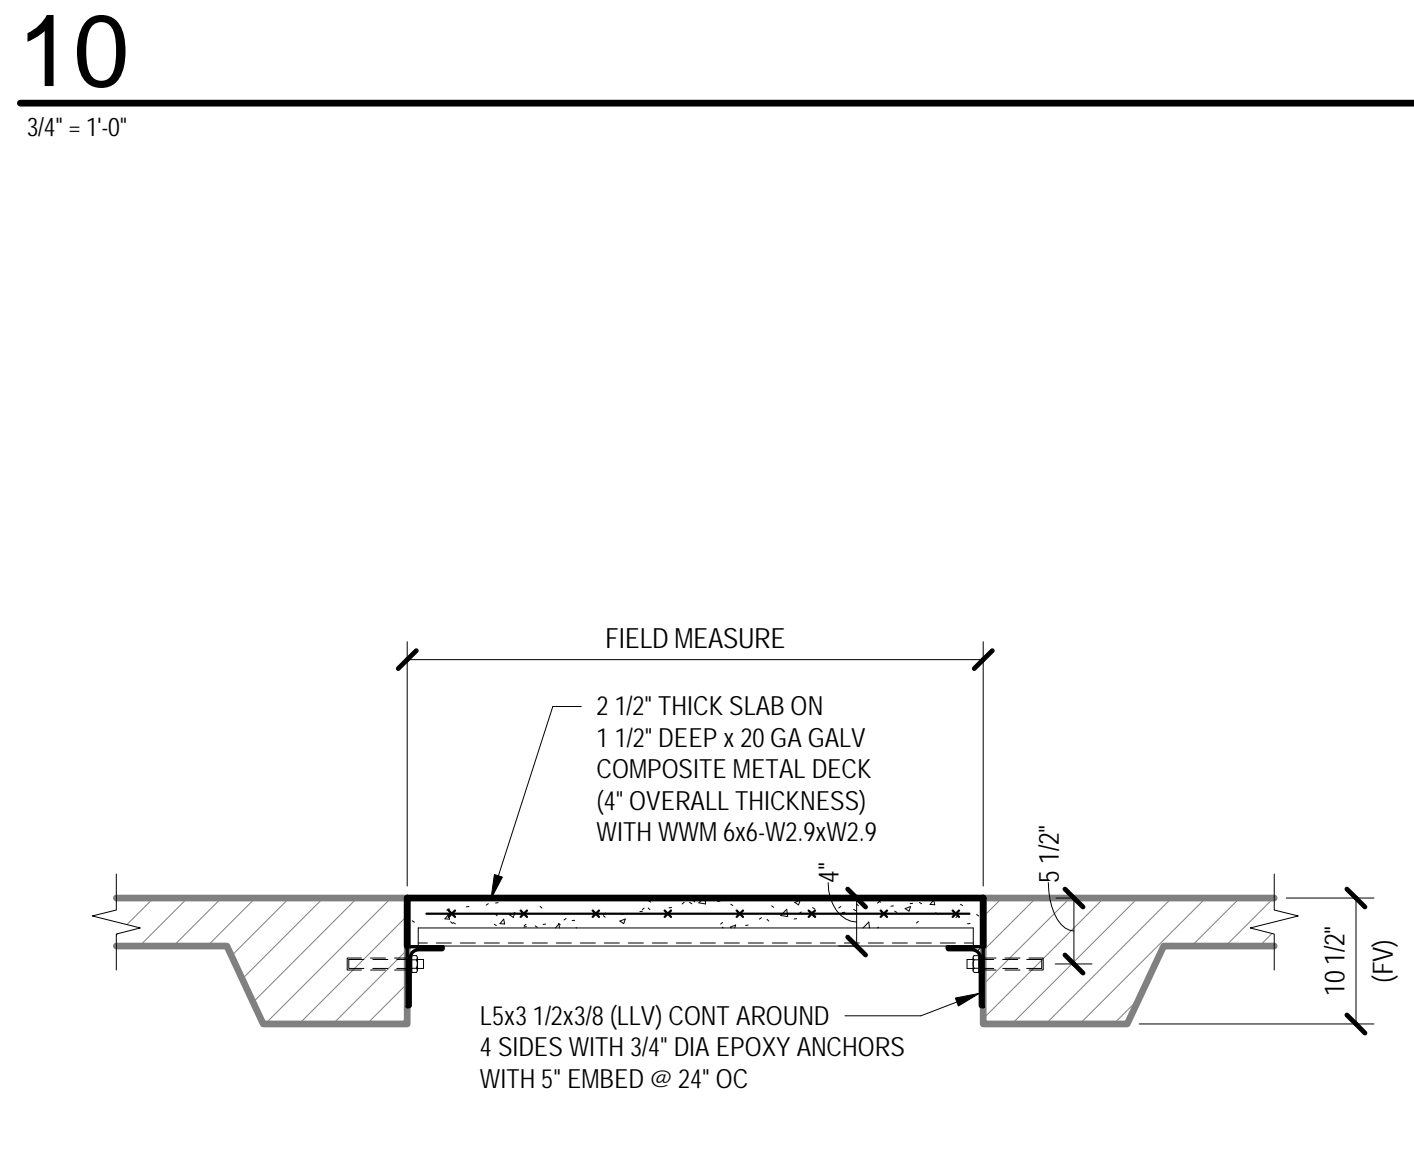 10
3/4" = 1'-0"
FIELD MEASURE
2 1/2" THICK SLAB ON
1 1/2" DEEP x 20 GA GALV
COMPOSITE METAL DECK
(4" OVERALL THICKNESS)
WITH WWM 6x6-W2.9xW2.9
4"
5 1/2"
10 1/2"
(FV)
L5x3 1/2x3/8 (LLV) CONT AROUND
4 SIDES WITH 3/4" DIA EPOXY ANCHORS
WITH 5" EMBED @ 24" OC